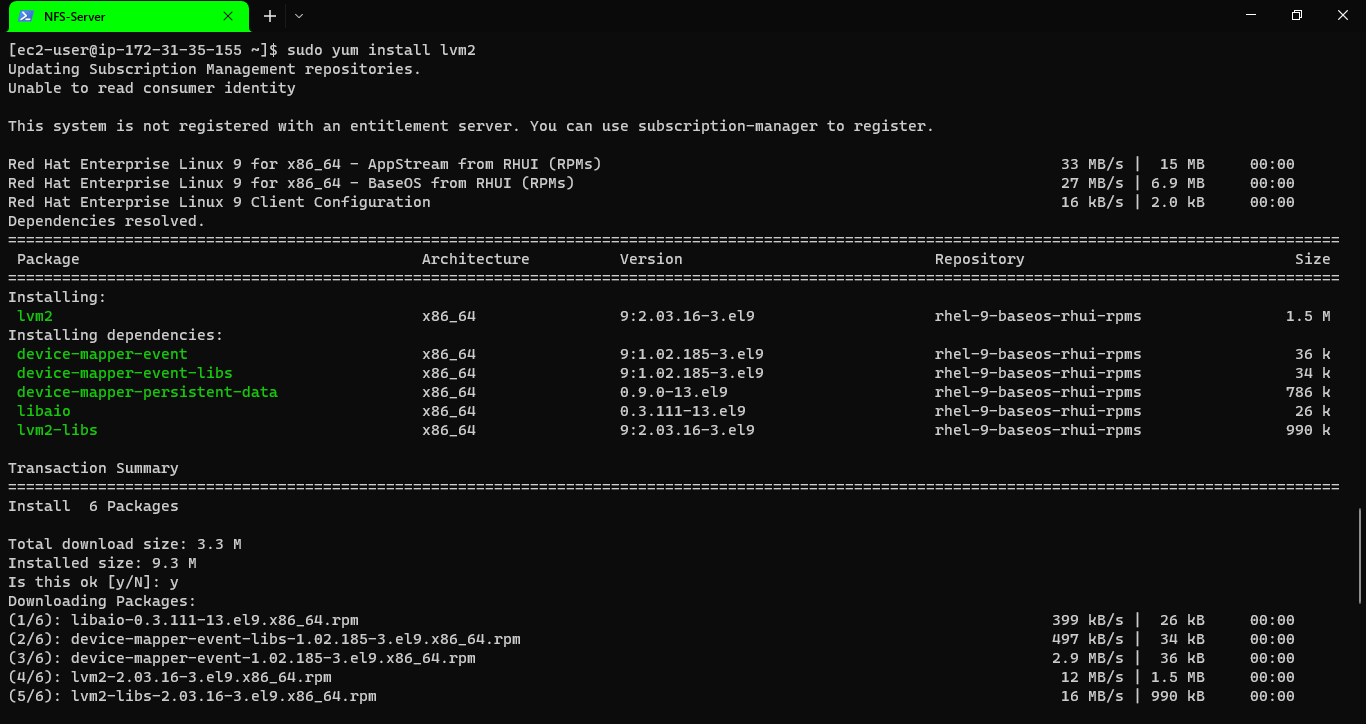 NFS-Server
[ec2-user@ip-172-31-35-155 ~]$ sudo yum install lvm2
Updating Subscription Management repositories.
Unable to read consumer identity
This system is not registered with an entitlement server. You can use subscription-manager to register.
Red Hat Enterprise Linux 9 for x86_64 - AppStream from RHUI (RPMs) 33 MB/s | 15 MB 00:00
Red Hat Enterprise Linux 9 for x86_64 - BaseOS from RHUI (RPMs) 27 MB/s | 6.9 MB 00:00
Red Hat Enterprise Linux 9 Client Configuration 16 kB/s | 2.0 kB 00:00
Dependencies resolved.
================================================================================
Package Architecture Version Repository Size
================================================================================
Installing:
lvm2 x86_64 9:2.03.16-3.el9 rhel-9-baseos-rhui-rpms 1.5 M
Installing dependencies:
device-mapper-event x86_64 9:1.02.185-3.el9 rhel-9-baseos-rhui-rpms 36 k
device-mapper-event-libs x86_64 9:1.02.185-3.el9 rhel-9-baseos-rhui-rpms 34 k
device-mapper-persistent-data x86_64 0.9.0-13.el9 rhel-9-baseos-rhui-rpms 786 k
libaio x86_64 0.3.111-13.el9 rhel-9-baseos-rhui-rpms 26 k
lvm2-libs x86_64 9:2.03.16-3.el9 rhel-9-baseos-rhui-rpms 990 k
Transaction Summary
================================================================================
Install 6 Packages
Total download size: 3.3 M
Installed size: 9.3 M
Is this ok [y/N]: y
Downloading Packages:
(1/6): libaio-0.3.111-13.el9.x86_64.rpm 399 kB/s | 26 kB 00:00
(2/6): device-mapper-event-libs-1.02.185-3.el9.x86_64.rpm 497 kB/s | 34 kB 00:00
(3/6): device-mapper-event-1.02.185-3.el9.x86_64.rpm 2.9 MB/s | 36 kB 00:00
(4/6): lvm2-2.03.16-3.el9.x86_64.rpm 12 MB/s | 1.5 MB 00:00
(5/6): lvm2-libs-2.03.16-3.el9.x86_64.rpm 16 MB/s | 990 kB 00:00